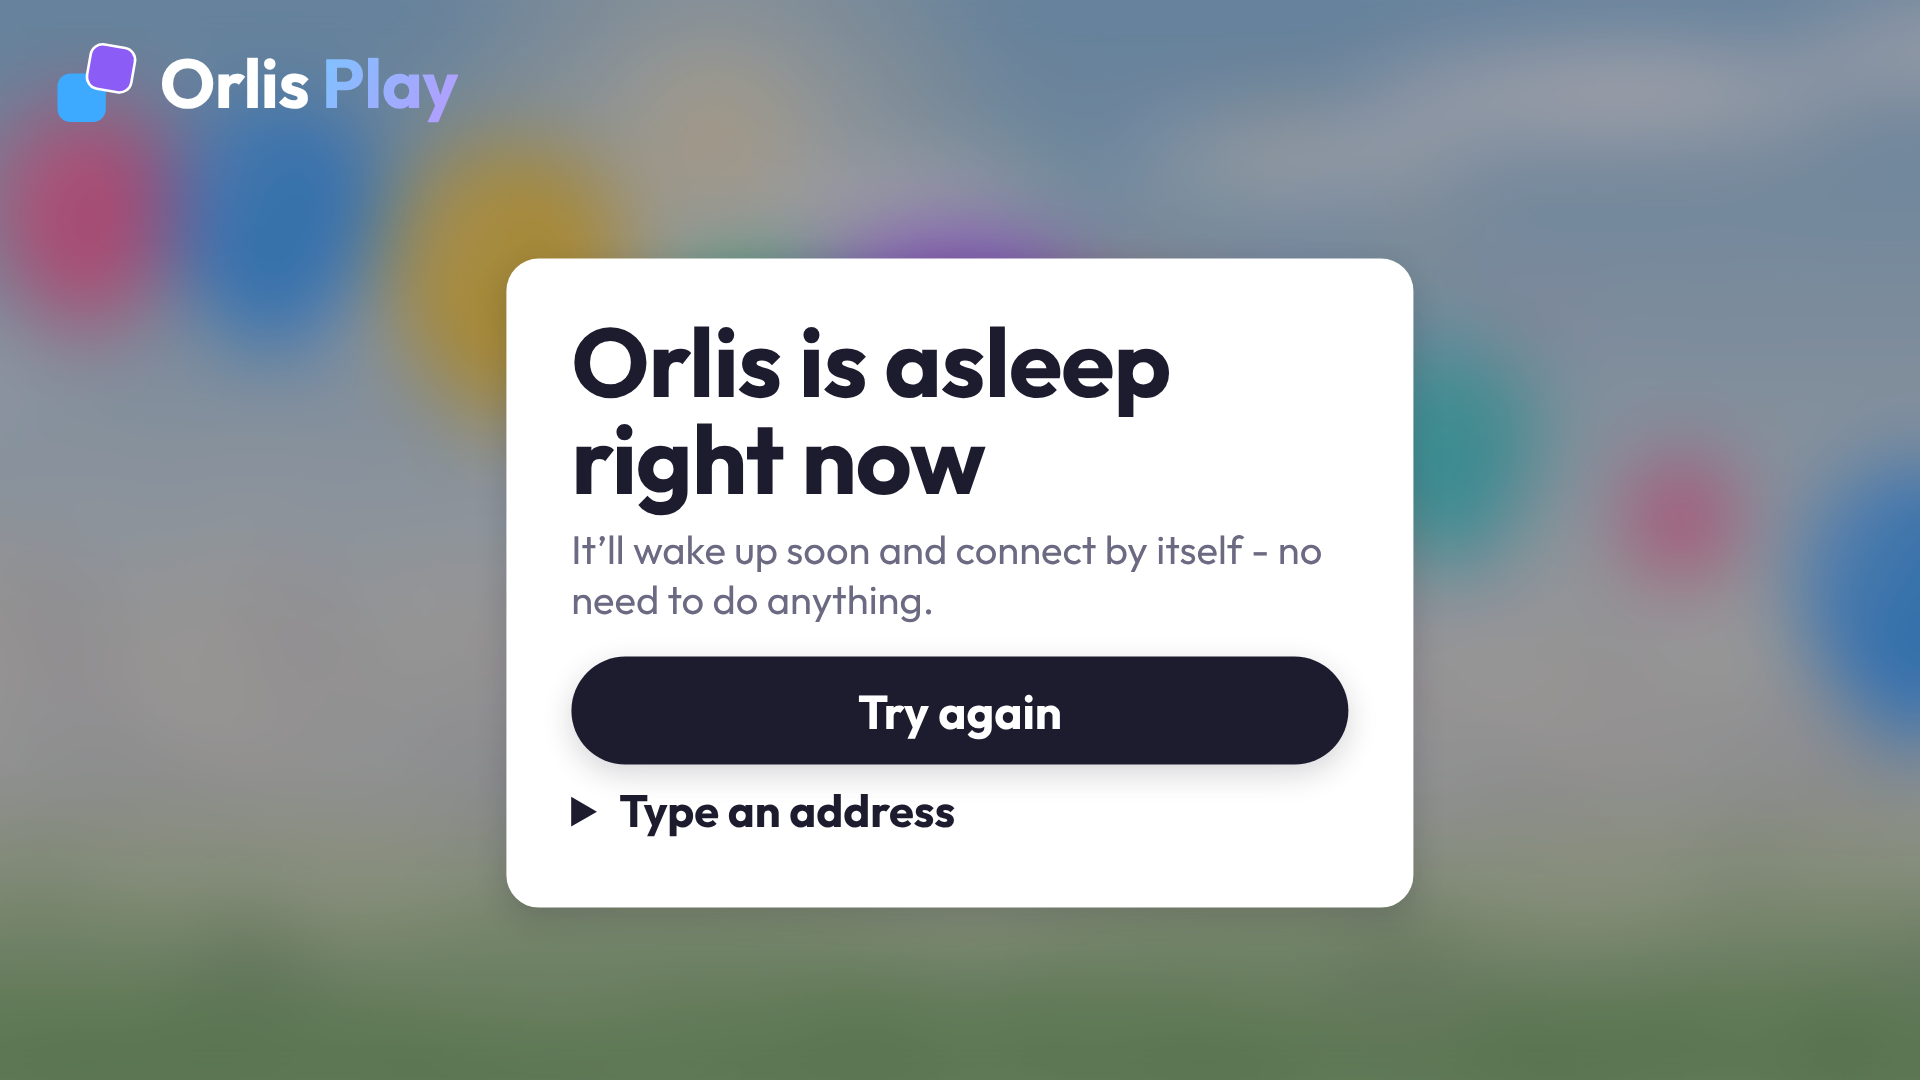 Orlis Play
Orlis is asleep
right now
It’ll wake up soon and connect by itself - no
need to do anything.
Try again
Type an address